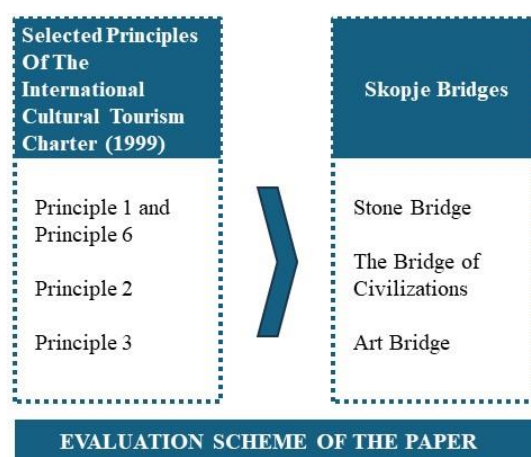 Selected Principles
Of The
International
Cultural Tourism
Charter (1999)
Principle 1 and
Principle 6
Principle 2
Principle 3
Skopje Bridges
Stone Bridge
The Bridge of
Civilizations
Art Bridge
EVALUATION SCHEME OF THE PAPER